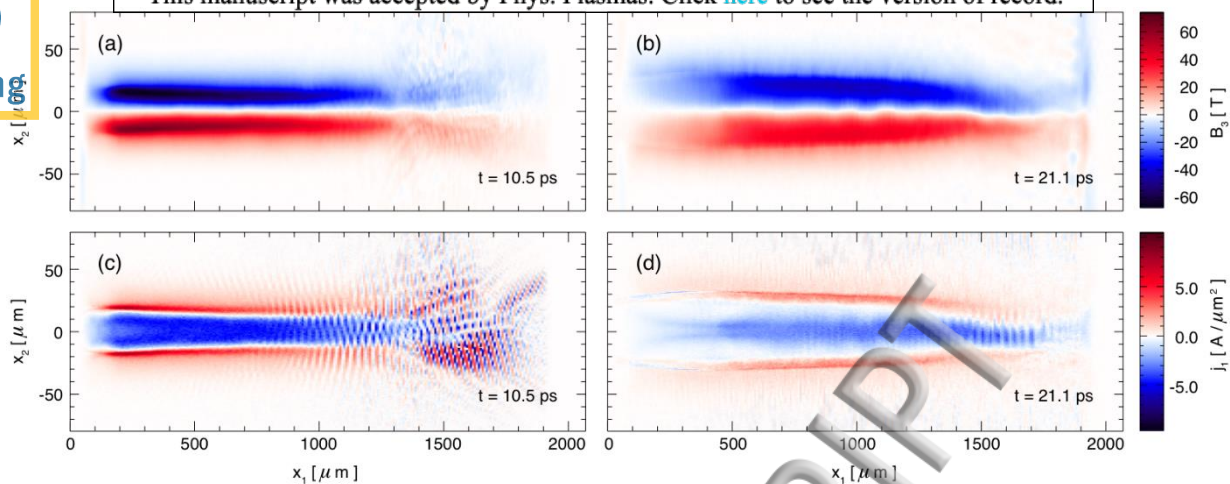 This manuscript was accepted by Phys. Plasmas. Click here to see the version of record.
(a)
(b)
t = 10.5 ps
t = 21.1 ps
50
0
-50
x2 [ μ m ]
60
40
20
0
-20
-40
-60
B3 [ T ]
(c)
(d)
t = 10.5 ps
t = 21.1 ps
50
0
-50
x2 [ μ m ]
5.0
0.0
-5.0
j1 [ A / μm² ]
0 500 1000 1500 2000
0 500 1000 1500 2000
x1 [ μ m ]
x1 [ μ m ]